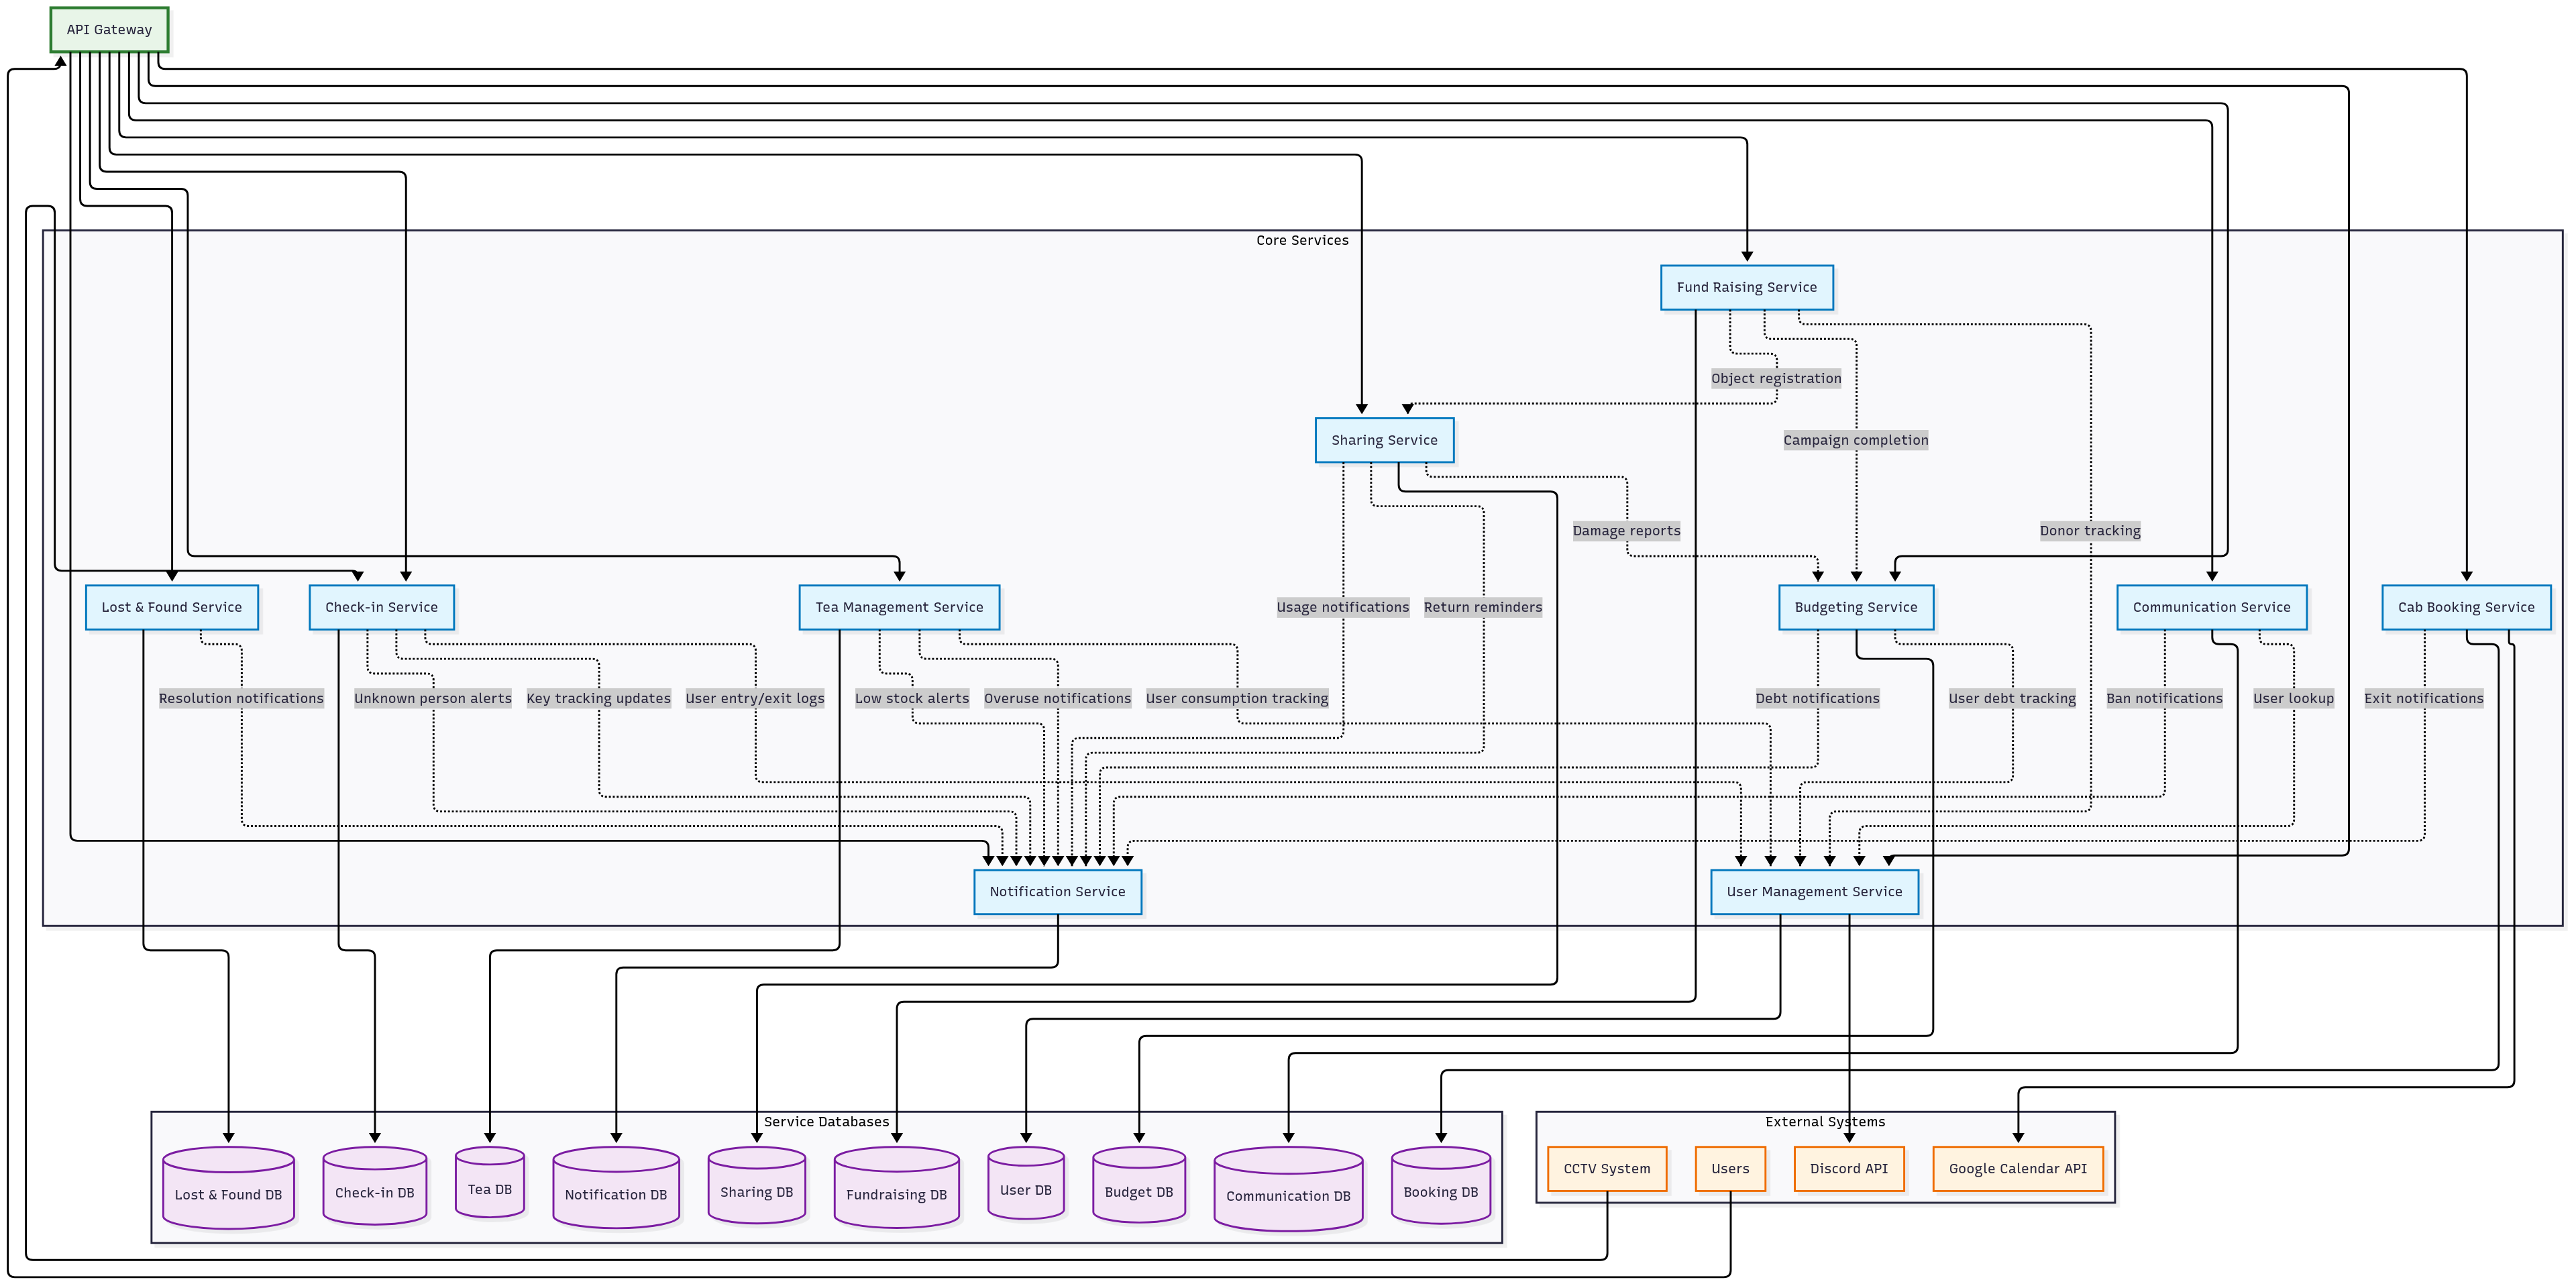 API Gateway
Core Services
Fund Raising Service
Object registration
Sharing Service
Campaign completion
Damage reports
Donor tracking
Lost & Found Service
Check-in Service
Tea Management Service
Usage notifications
Return reminders
Budgeting Service
Communication Service
Cab Booking Service
Resolution notifications
Unknown person alerts
Key tracking updates
User entry/exit logs
Low stock alerts
Overuse notifications
User consumption tracking
Debt notifications
User debt tracking
Ban notifications
User lookup
Exit notifications
Notification Service
User Management Service
Service Databases
External Systems
Lost & Found DB
Check-in DB
Tea DB
Notification DB
Sharing DB
Fundraising DB
User DB
Budget DB
Communication DB
Booking DB
CCTV System
Users
Discord API
Google Calendar API